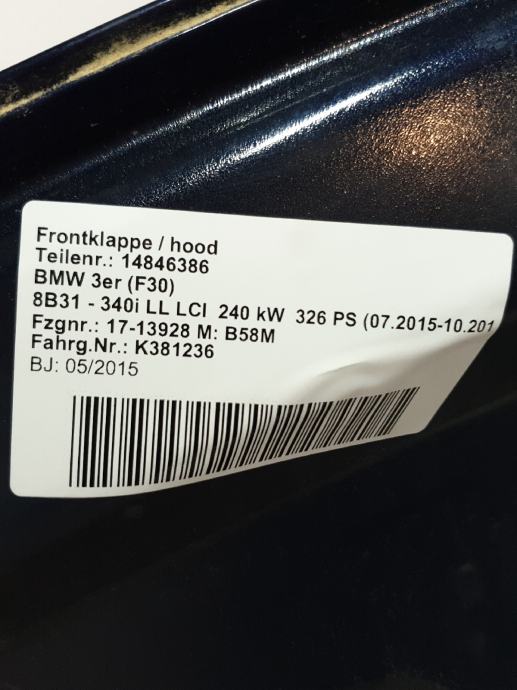 Frontklappe / hood
Teilenr.: 14846386
BMW 3er (F30)
8B31 - 340i LL LCI 240 kW 326 PS (07.2015-10.201
Fzgnr.: 17-13928 M: B58M
Fahrg.Nr.: K381236
BJ: 05/2015